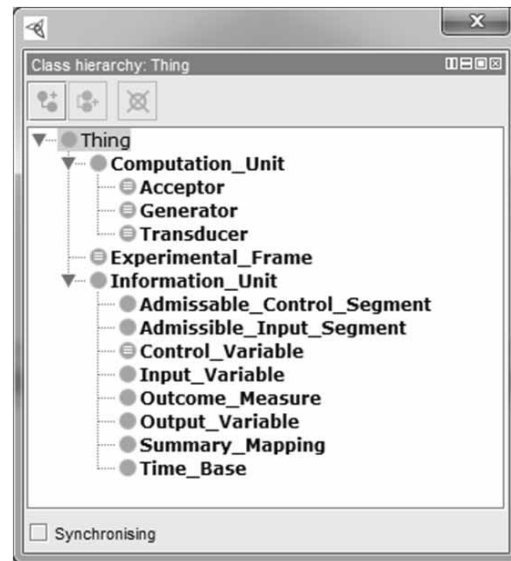 Class hierarchy: Thing
Thing
Computation_Unit
Acceptor
Generator
Transducer
Experimental_Frame
Information_Unit
Admissable_Control_Segment
Admissible_Input_Segment
Control_Variable
Input_Variable
Outcome_Measure
Output_Variable
Summary_Mapping
Time_Base
Synchronising